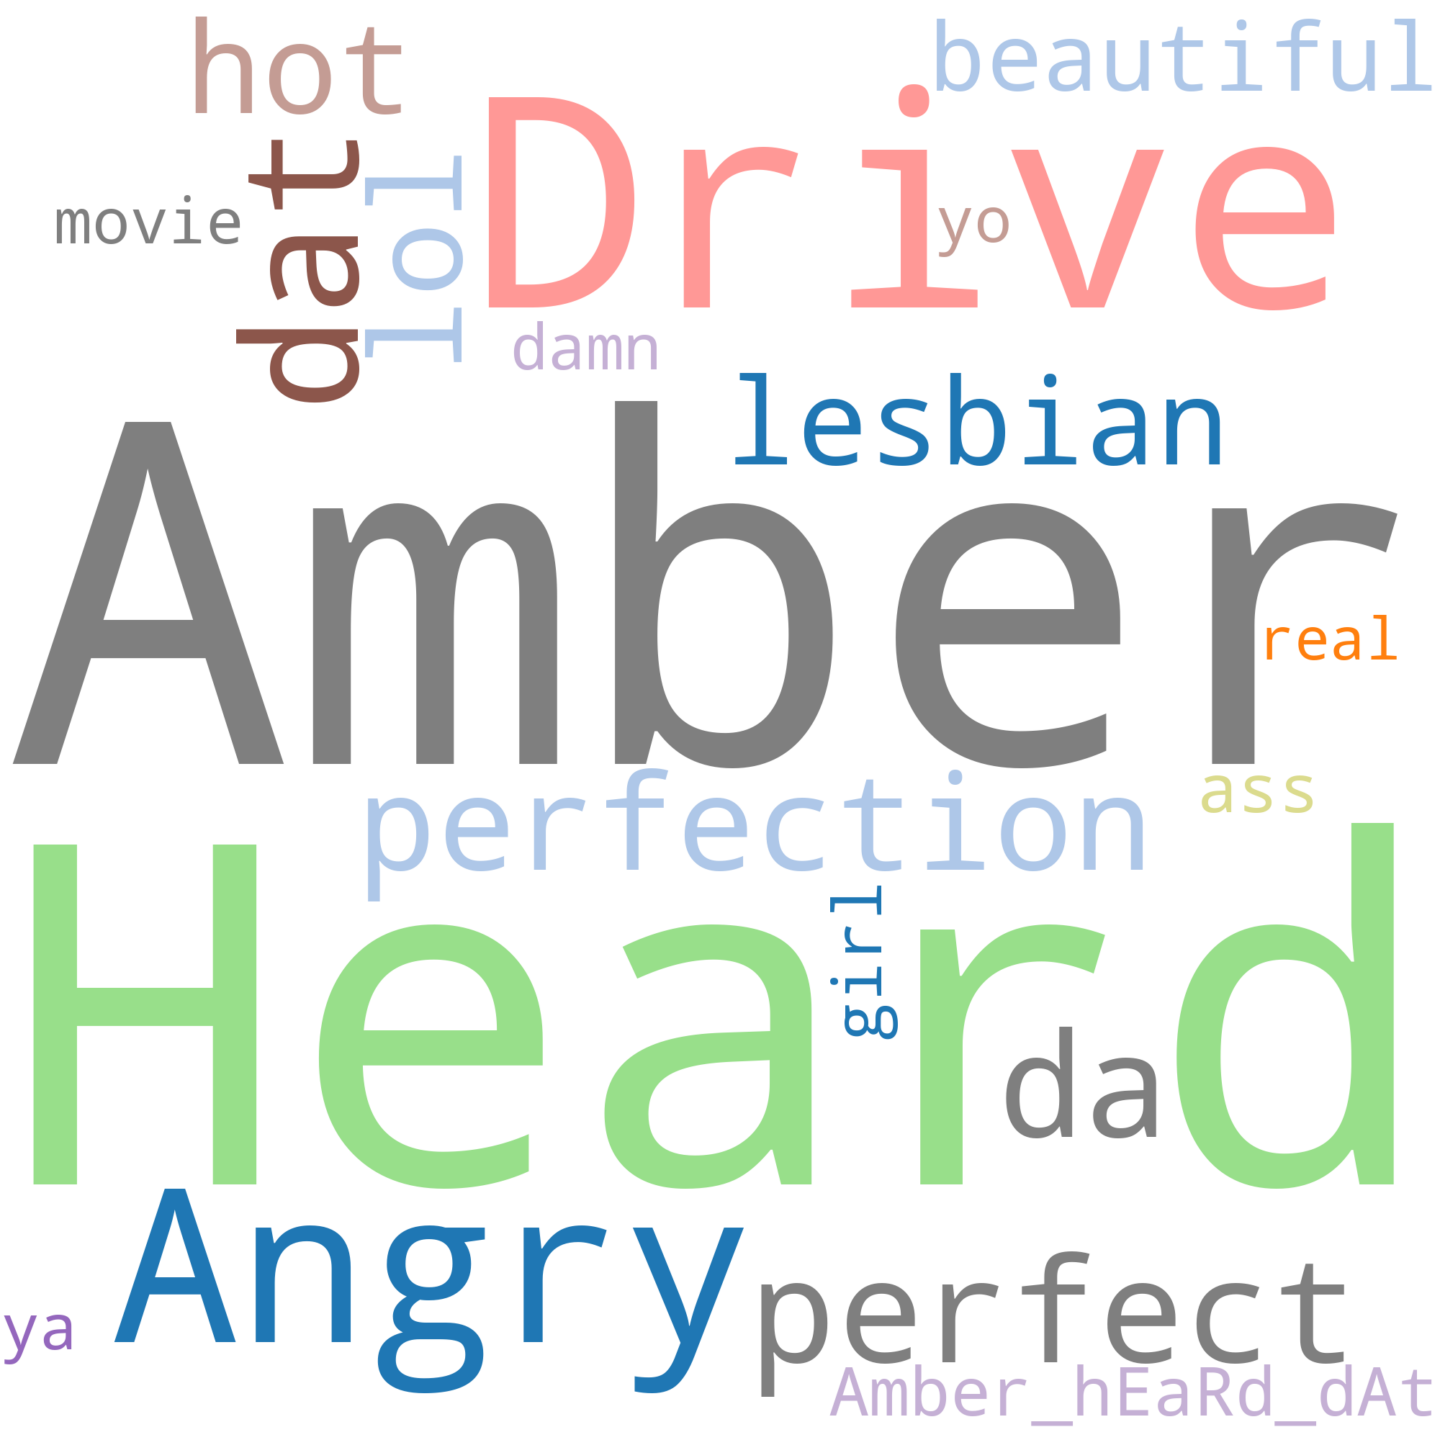 hot
beautiful
Drive
dat
lol
movie
yo
damn
lesbian
Amber
real
perfection
ass
Heard
girl
da
Angry
perfect
ya
Amber_hEaRd_dAt